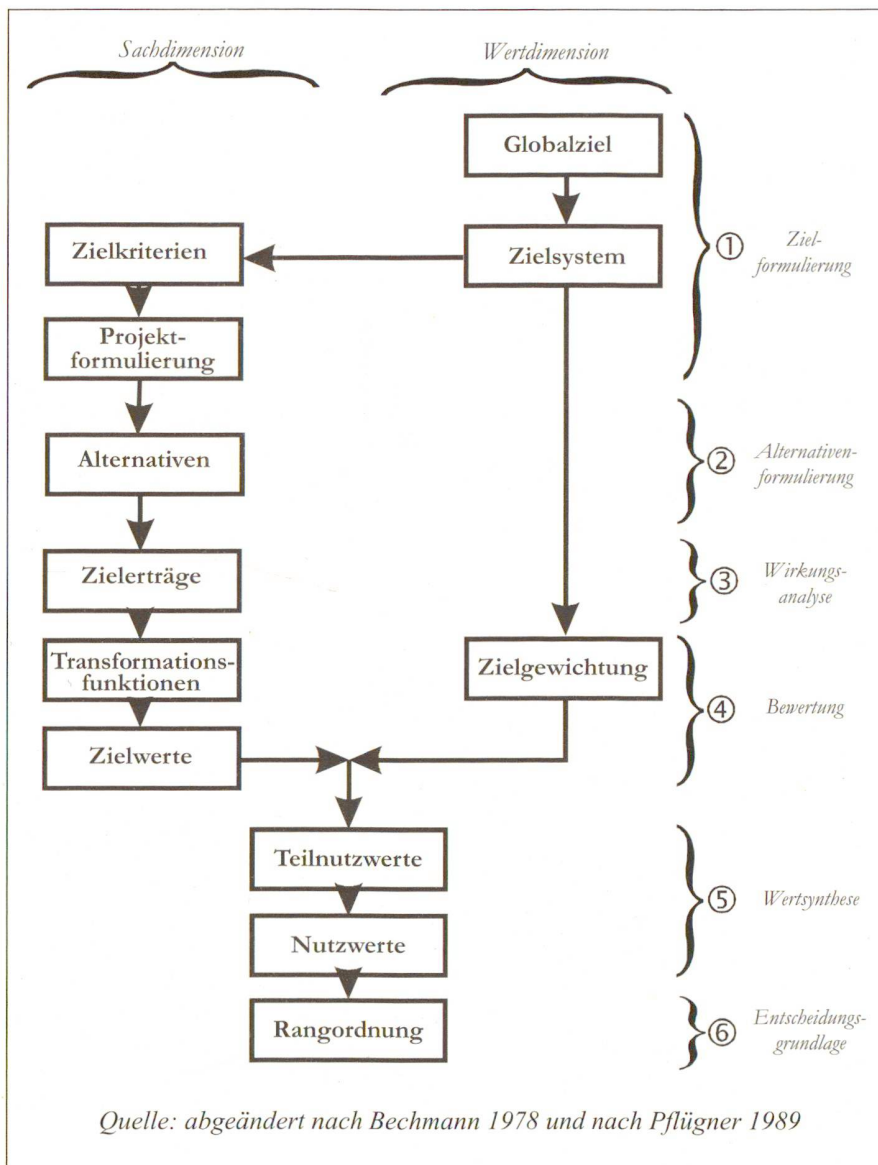 Sachdimension
Wertdimension
Globalziel
Zielkriterien
Zielsystem
①
Ziel-
formulierung
Projekt-
formulierung
Alternativen
②
Alternativen-
formulierung
Zielerträge
③
Wirkungs-
analyse
Transformations-
funktionen
Zielgewichtung
④
Bewertung
Zielwerte
Teilnutzwerte
⑤
Wertsynthese
Nutzwerte
Rangordnung
⑥
Entscheidungs-
grundlage
Quelle: abgeändert nach Bechmann 1978 und nach Pflügner 1989